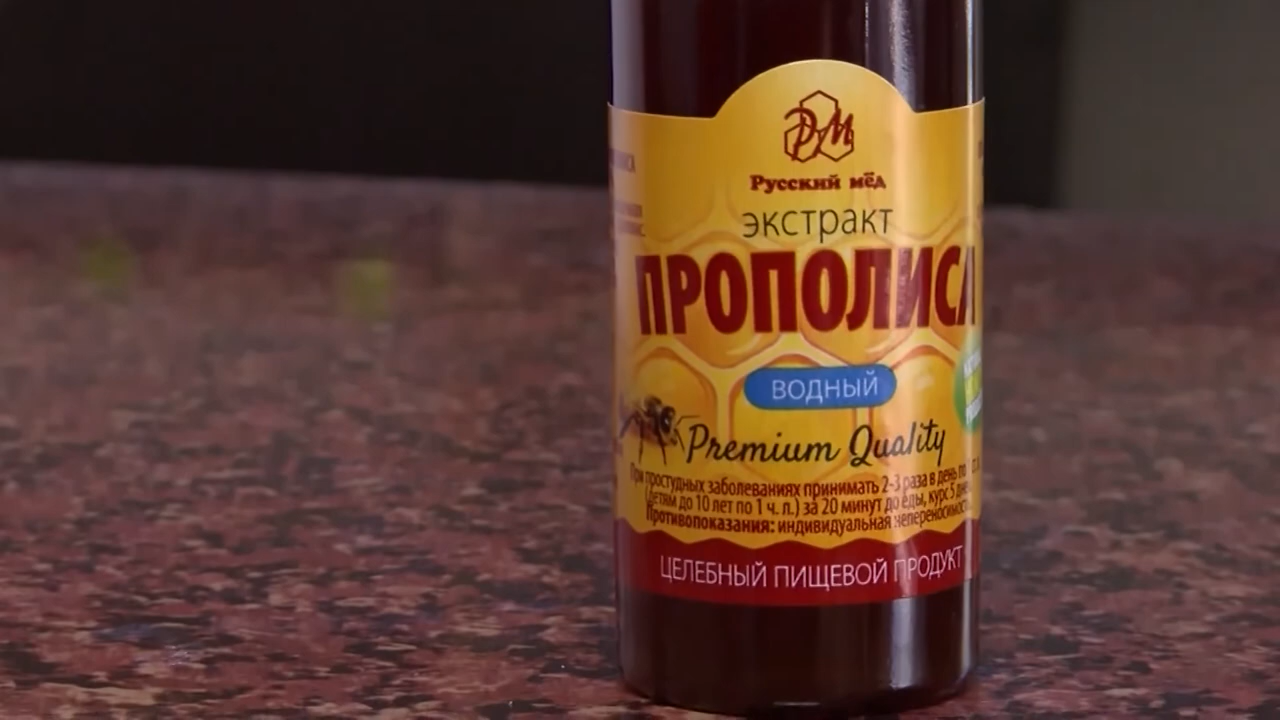 РМ
Русский мёд
экстракт
ПРОПОЛИСА
ВОДНЫЙ
Premium Quality
При простудных заболеваниях принимать 2-3 раза в день по
(детям до 10 лет по 1 ч. л.) за 20 минут до еды, курс 5
Противопоказания: индивидуальная непереносимость
ЦЕЛЕБНЫЙ ПИЩЕВОЙ ПРОДУКТ